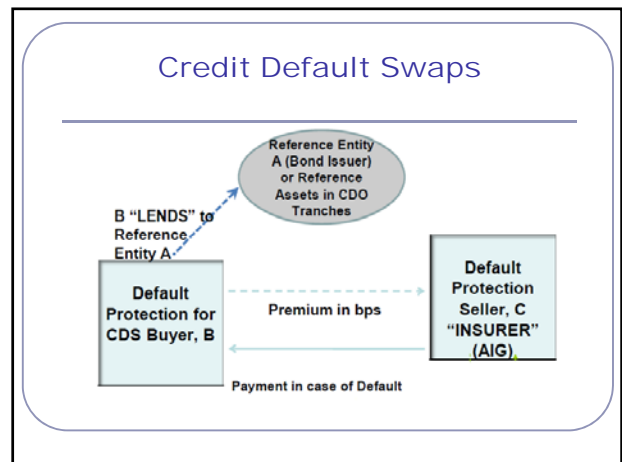 Credit Default Swaps
Reference Entity
A (Bond Issuer)
or Reference
Assets in CDO
Tranches
B "LENDS" to
Reference
Entity A
Default
Protection for
CDS Buyer, B
Premium in bps
Default
Protection
Seller, C
"INSURER"
(AIG)
Payment in case of Default